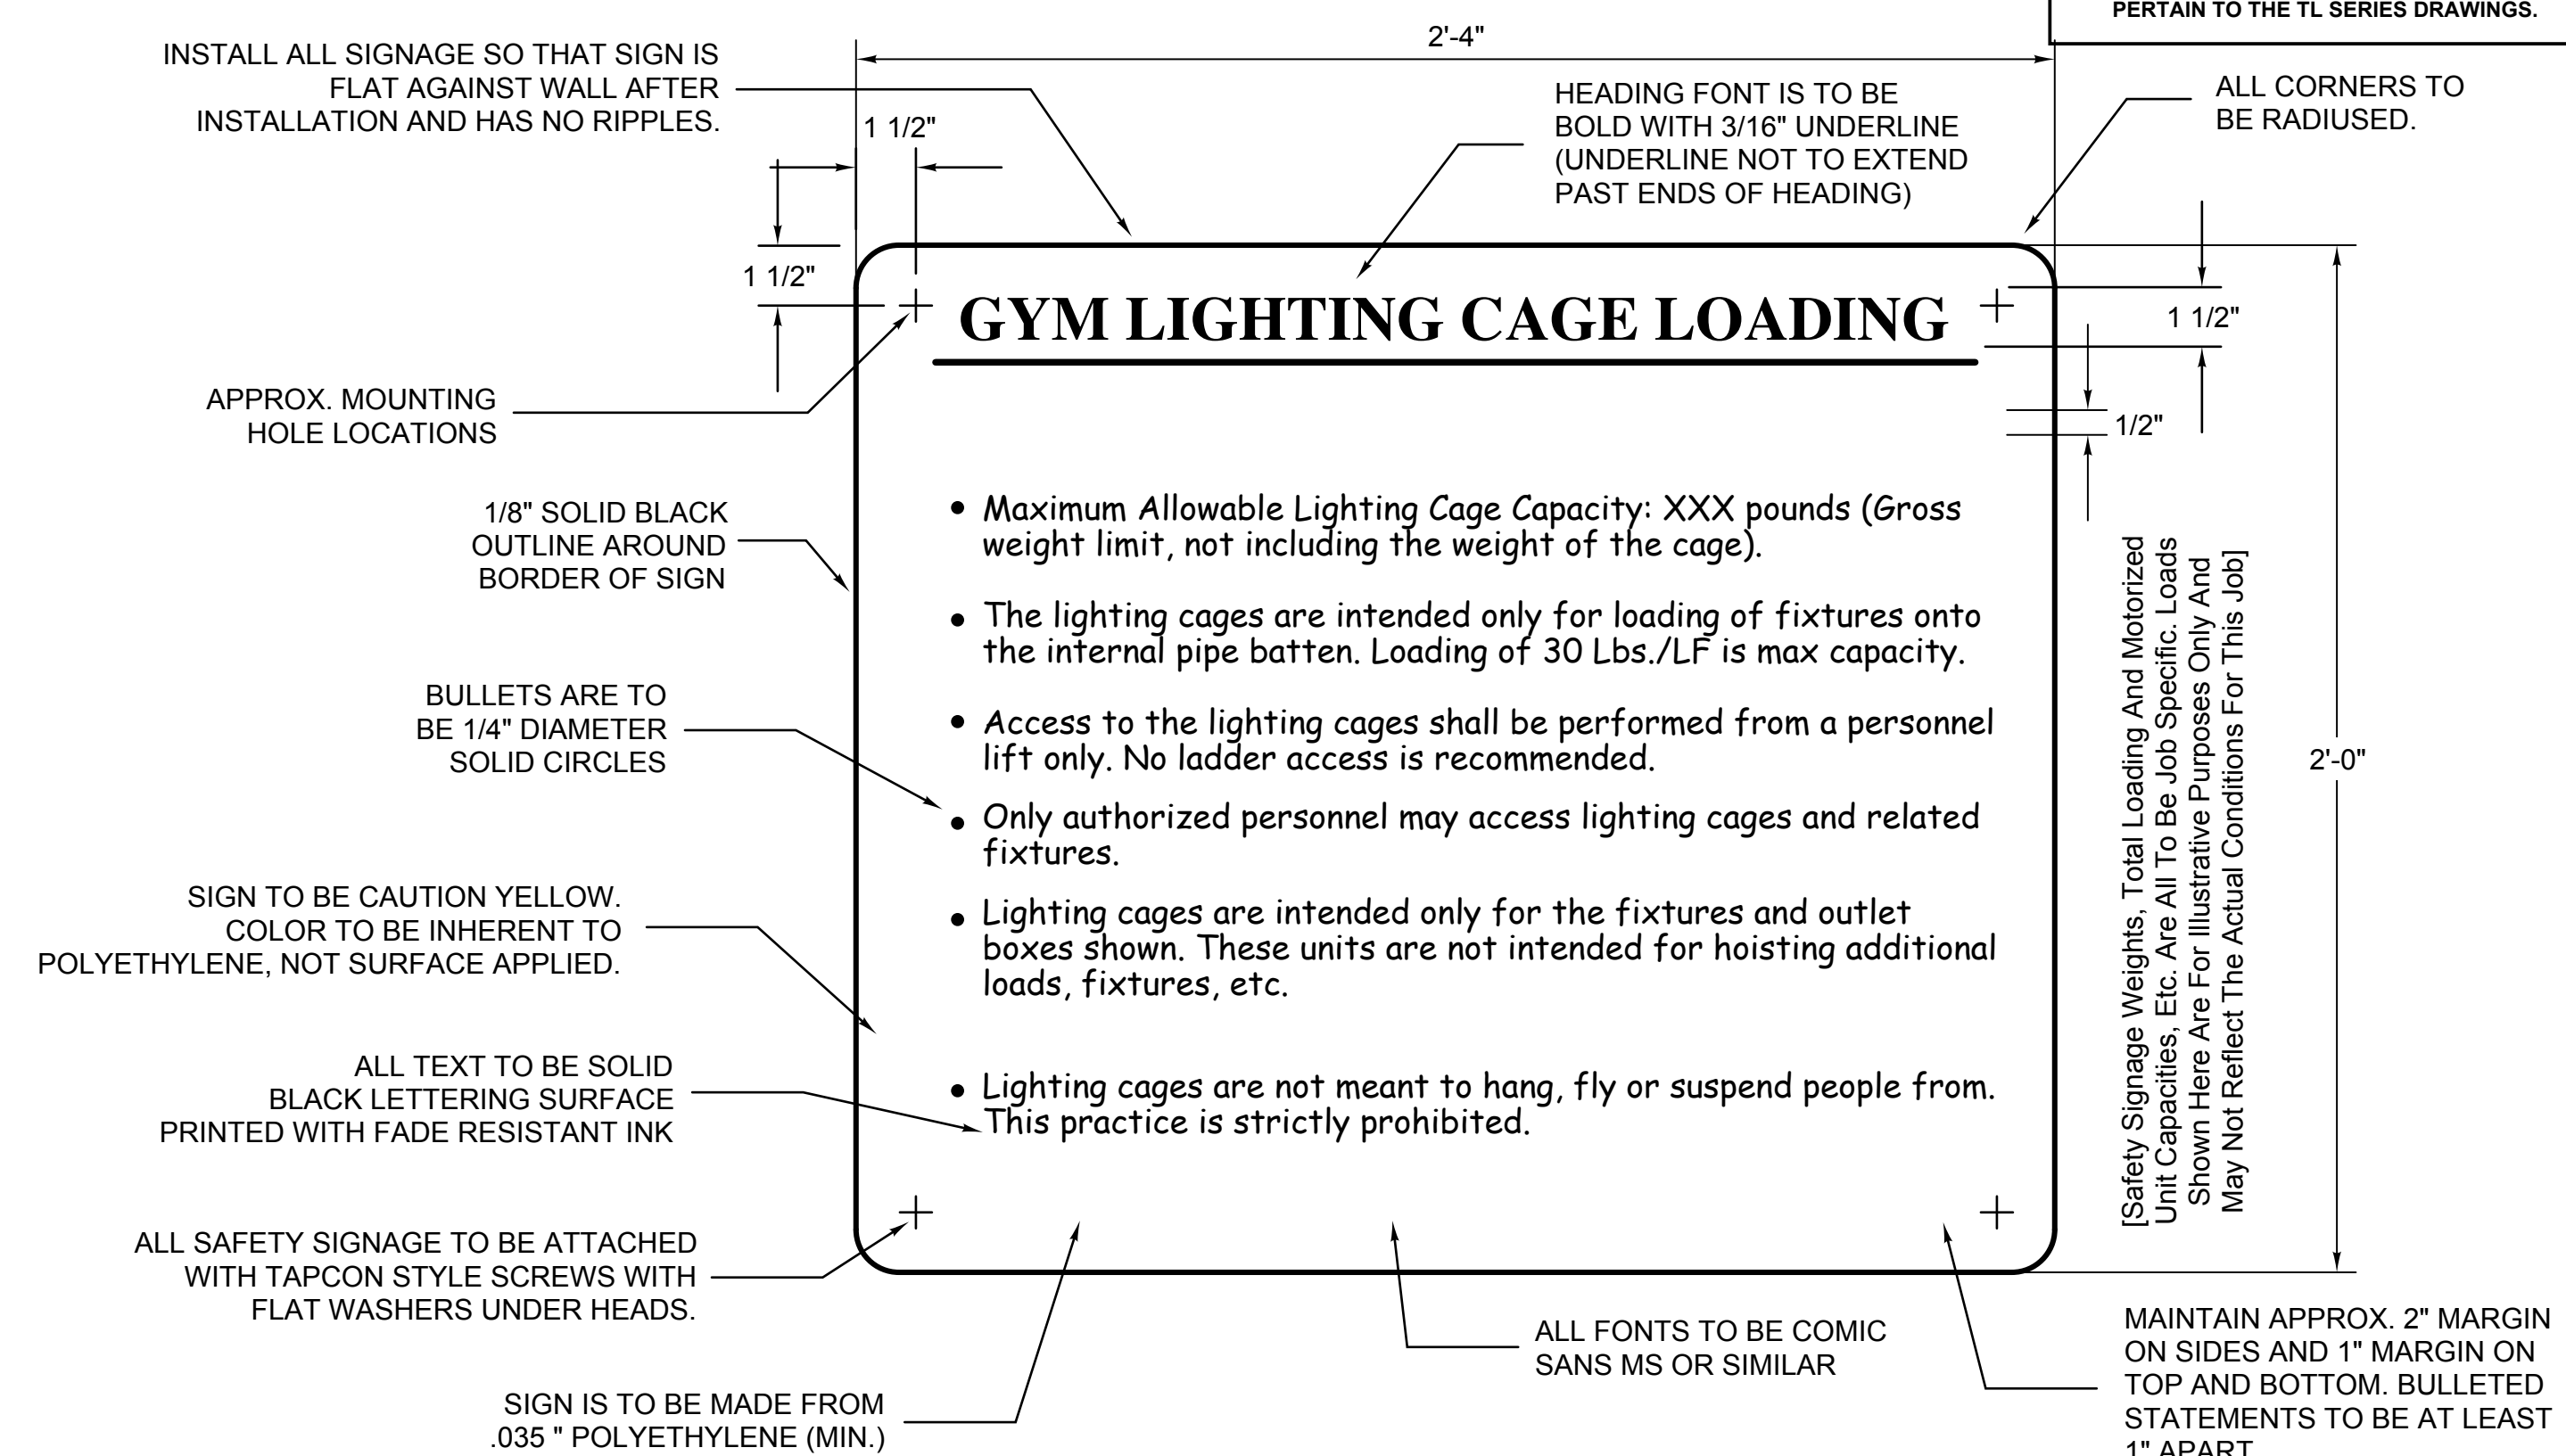 PERTAIN TO THE TL SERIES DRAWINGS.
2'-4"
INSTALL ALL SIGNAGE SO THAT SIGN IS
FLAT AGAINST WALL AFTER
INSTALLATION AND HAS NO RIPPLES.
1 1/2"
HEADING FONT IS TO BE
BOLD WITH 3/16" UNDERLINE
(UNDERLINE NOT TO EXTEND
PAST ENDS OF HEADING)
ALL CORNERS TO
BE RADIUSED.
1 1/2"
GYM LIGHTING CAGE LOADING
1 1/2"
APPROX. MOUNTING
HOLE LOCATIONS
1/2"
1/8" SOLID BLACK
OUTLINE AROUND
BORDER OF SIGN
• Maximum Allowable Lighting Cage Capacity: XXX pounds (Gross
weight limit, not including the weight of the cage).
• The lighting cages are intended only for loading of fixtures onto
the internal pipe batten. Loading of 30 Lbs./LF is max capacity.
BULLETS ARE TO
BE 1/4" DIAMETER
SOLID CIRCLES
• Access to the lighting cages shall be performed from a personnel
lift only. No ladder access is recommended.
• Only authorized personnel may access lighting cages and related
fixtures.
• Lighting cages are intended only for the fixtures and outlet
boxes shown. These units are not intended for hoisting additional
loads, fixtures, etc.
• Lighting cages are not meant to hang, fly or suspend people from.
This practice is strictly prohibited.
[Safety Signage Weights, Total Loading And Motorized
Unit Capacities, Etc. Are All To Be Job Specific. Loads
Shown Here Are For Illustrative Purposes Only And
May Not Reflect The Actual Conditions For This Job]
2'-0"
SIGN TO BE CAUTION YELLOW.
COLOR TO BE INHERENT TO
POLYETHYLENE, NOT SURFACE APPLIED.
ALL TEXT TO BE SOLID
BLACK LETTERING SURFACE
PRINTED WITH FADE RESISTANT INK
ALL SAFETY SIGNAGE TO BE ATTACHED
WITH TAPCON STYLE SCREWS WITH
FLAT WASHERS UNDER HEADS.
SIGN IS TO BE MADE FROM
.035 " POLYETHYLENE (MIN.)
ALL FONTS TO BE COMIC
SANS MS OR SIMILAR
MAINTAIN APPROX. 2" MARGIN
ON SIDES AND 1" MARGIN ON
TOP AND BOTTOM. BULLETED
STATEMENTS TO BE AT LEAST
1" APART